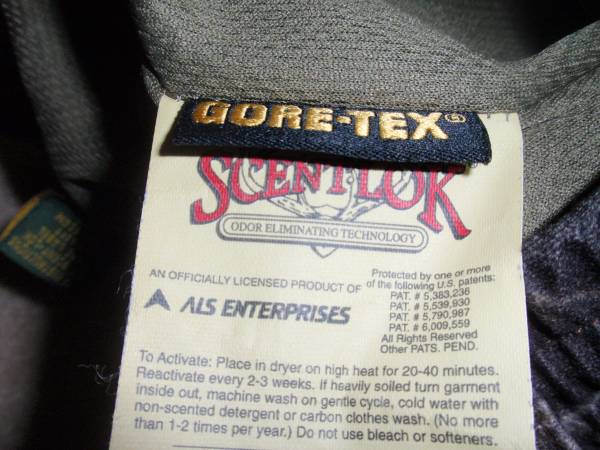 GORE-TEX®
SCENTLOK
ODOR ELIMINATING TECHNOLOGY
AN OFFICIALLY LICENSED PRODUCT OF
ALS ENTERPRISES
Protected by one or more
of the following U.S. patents:
PAT. # 5,383,236
PAT. # 5,539,930
PAT. # 5,790,987
PAT. # 6,009,559
All Rights Reserved
Other PATS. PEND.
To Activate: Place in dryer on high heat for 20-40 minutes.
Reactivate every 2-3 weeks. If heavily soiled turn garment
inside out, machine wash on gentle cycle, cold water with
non-scented detergent or carbon clothes wash. (No more
than 1-2 times per year.) Do not use bleach or softeners.